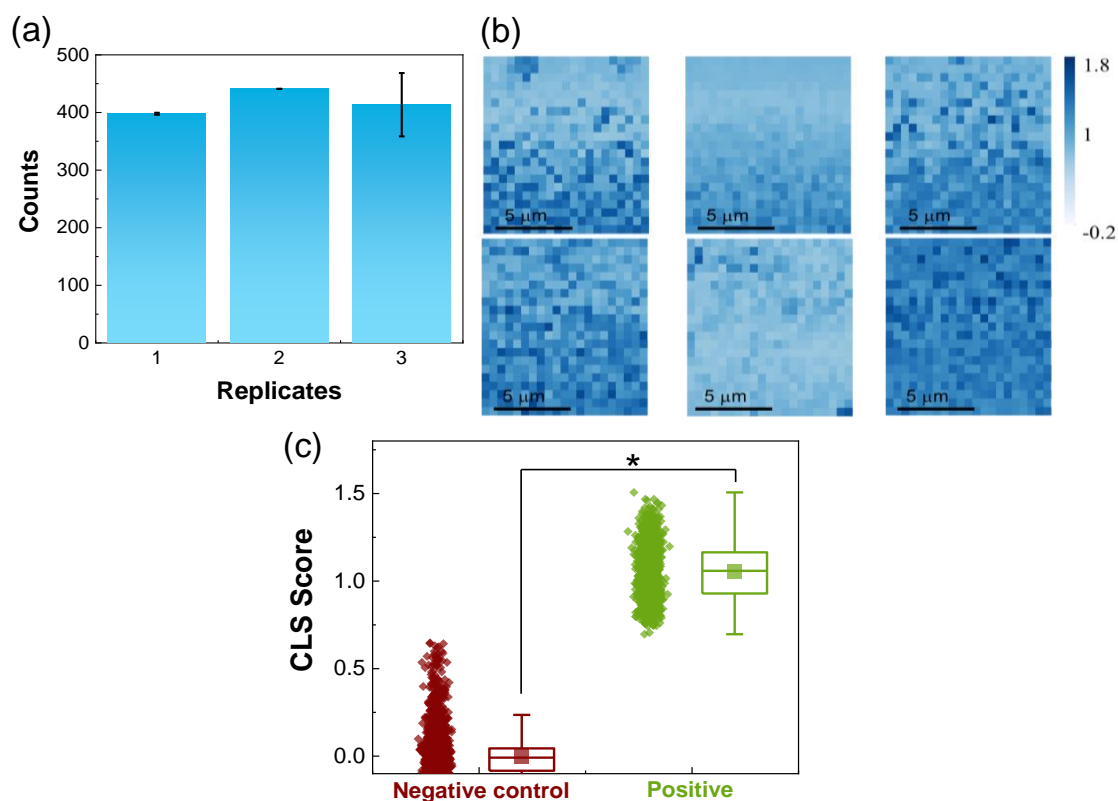 (a)
500
400
300
200
100
0
Counts
1 2 3
Replicates
(b)
5 μm 5 μm 5 μm
5 μm 5 μm 5 μm
1.8
1
-0.2
(c)
*
1.5
1.0
0.5
0.0
CLS Score
Negative control Positive